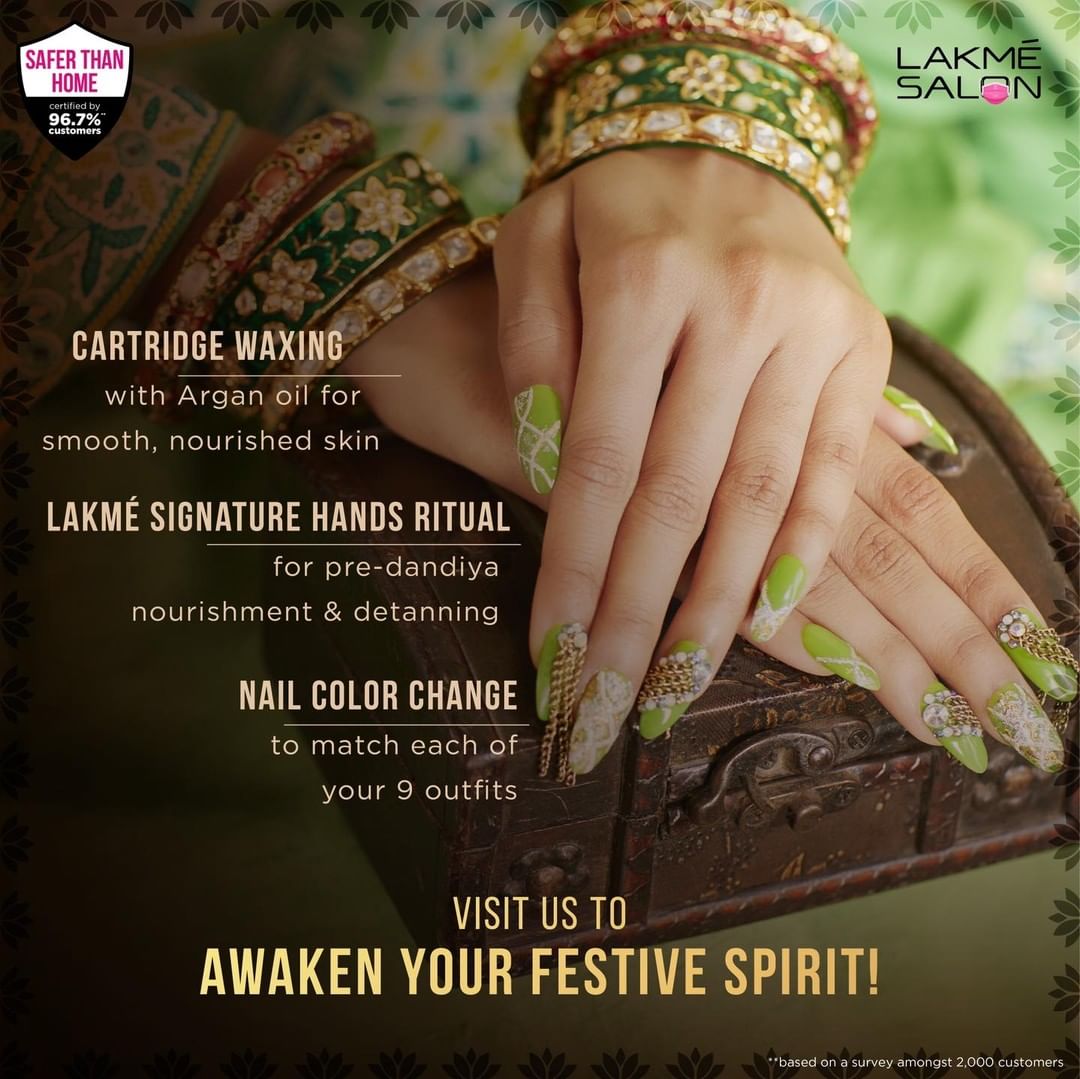 SAFER THAN
HOME
certified by
96.7%**
customers
LAKMÉ
SALON
CARTRIDGE WAXING
with Argan oil for
smooth, nourished skin
LAKMÉ SIGNATURE HANDS RITUAL
for pre-dandiya
nourishment & detanning
NAIL COLOR CHANGE
to match each of
your 9 outfits
VISIT US TO
AWAKEN YOUR FESTIVE SPIRIT!
**based on a survey amongst 2,000 customers